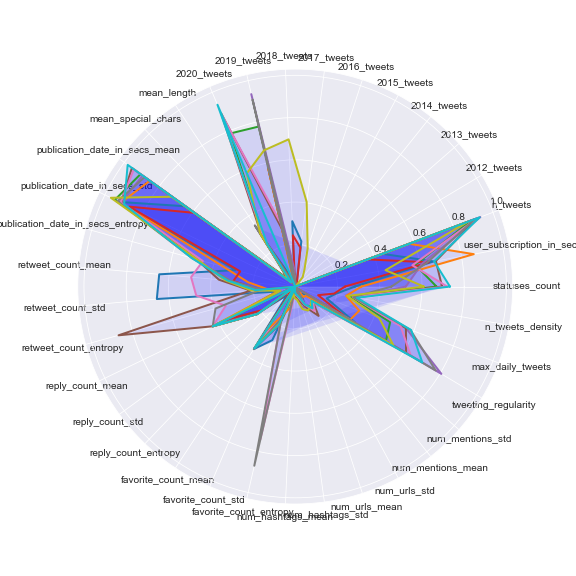 2018_tweets
2017_tweets
2019_tweets
2016_tweets
2020_tweets
2015_tweets
mean_length
2014_tweets
mean_special_chars
2013_tweets
publication_date_in_secs_mean
2012_tweets
publication_date_in_secs_std
n_tweets
1.0
0.8
0.6
0.4
0.2
publication_date_in_secs_entropy
user_subscription_in_sec
retweet_count_mean
statuses_count
retweet_count_std
n_tweets_density
retweet_count_entropy
max_daily_tweets
reply_count_mean
tweeting_regularity
reply_count_std
num_mentions_std
reply_count_entropy
num_mentions_mean
favorite_count_mean
num_urls_std
favorite_count_std
num_urls_mean
favorite_count_entropy
num_hashtags_std
num_hashtags_mean